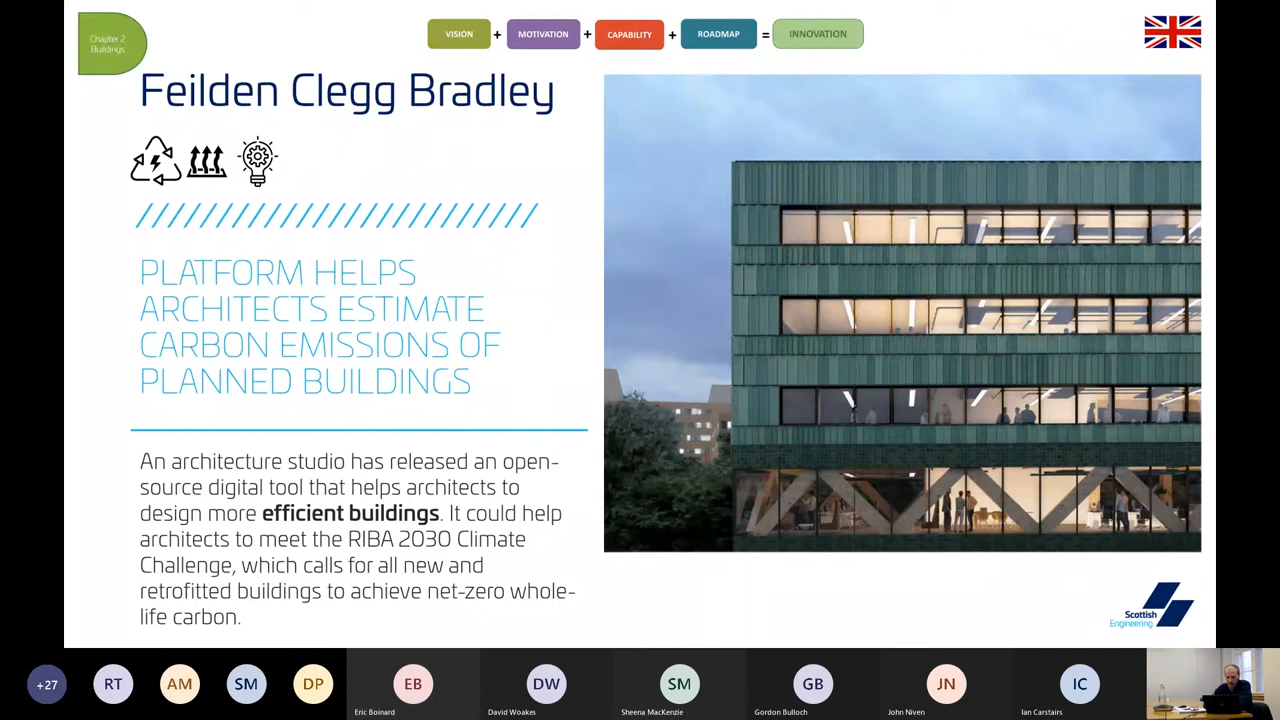 Chapter 2
Buildings
VISION + MOTIVATION + CAPABILITY + ROADMAP = INNOVATION
Feilden Clegg Bradley
PLATFORM HELPS
ARCHITECTS ESTIMATE
CARBON EMISSIONS OF
PLANNED BUILDINGS
An architecture studio has released an open-
source digital tool that helps architects to
design more efficient buildings. It could help
architects to meet the RIBA 2030 Climate
Challenge, which calls for all new and
retrofitted buildings to achieve net-zero whole-
life carbon.
Scottish
Engineering
+27 RT AM SM DP EB DW SM GB JN IC
Eric Boinard David Woakes Sheena MacKenzie Gordon Bulloch John Niven Ian Carstairs